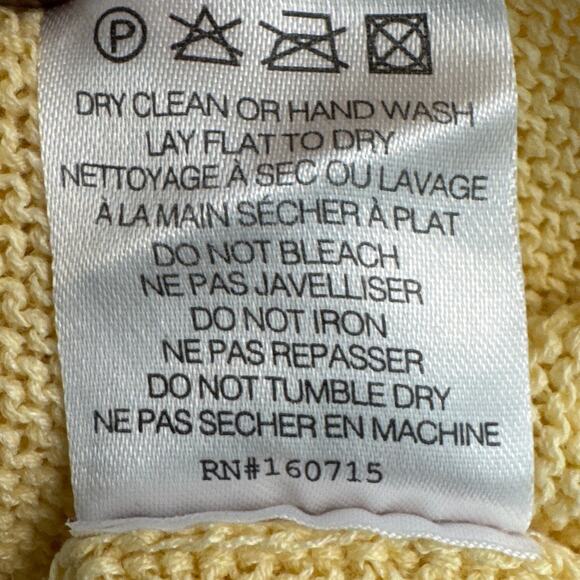 P
DRY CLEAN OR HAND WASH
LAY FLAT TO DRY
NETTOYAGE À SEC OU LAVAGE
À LA MAIN SÉCHER À PLAT
DO NOT BLEACH
NE PAS JAVELLISER
DO NOT IRON
NE PAS REPASSER
DO NOT TUMBLE DRY
NE PAS SECHER EN MACHINE
RN#160715